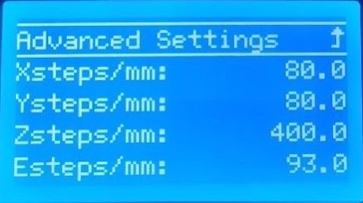 Advanced Settings ↥
Xsteps/mm: 80.0
Ysteps/mm: 80.0
Zsteps/mm: 400.0
Esteps/mm: 93.0